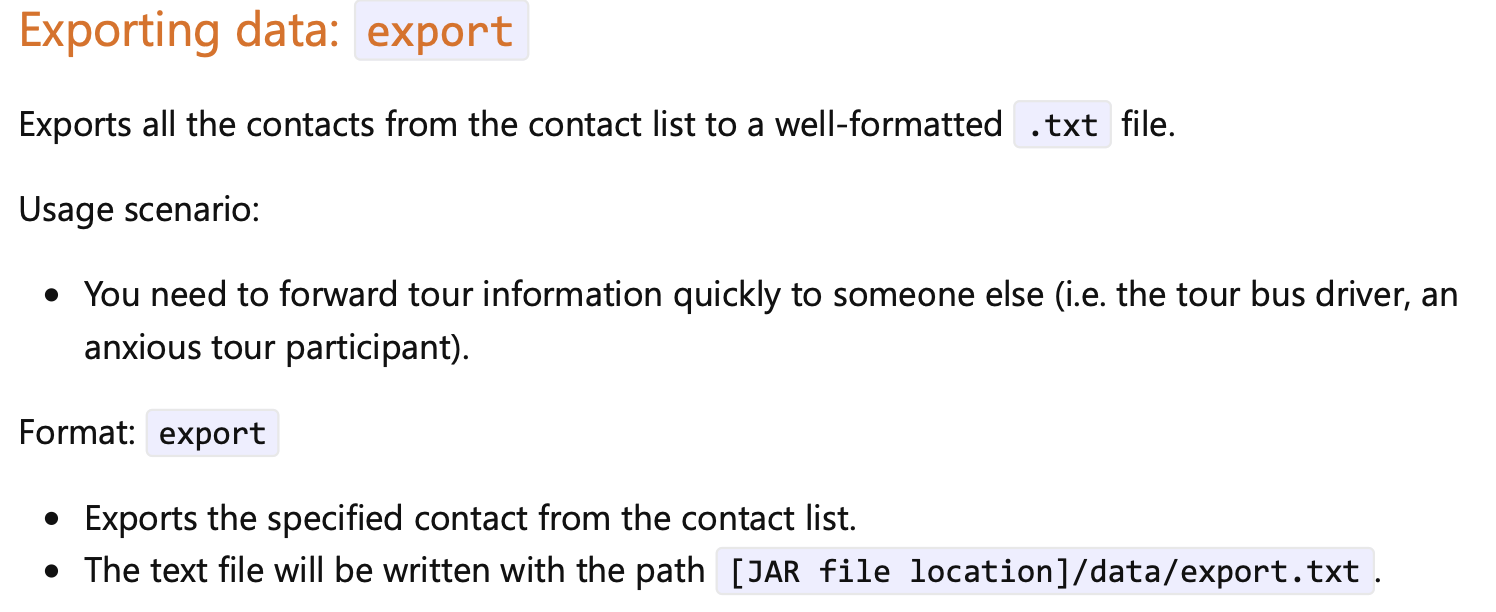 Exporting data: export
Exports all the contacts from the contact list to a well-formatted .txt file.
Usage scenario:
• You need to forward tour information quickly to someone else (i.e. the tour bus driver, an
anxious tour participant).
Format: export
• Exports the specified contact from the contact list.
• The text file will be written with the path [JAR file location]/data/export.txt.